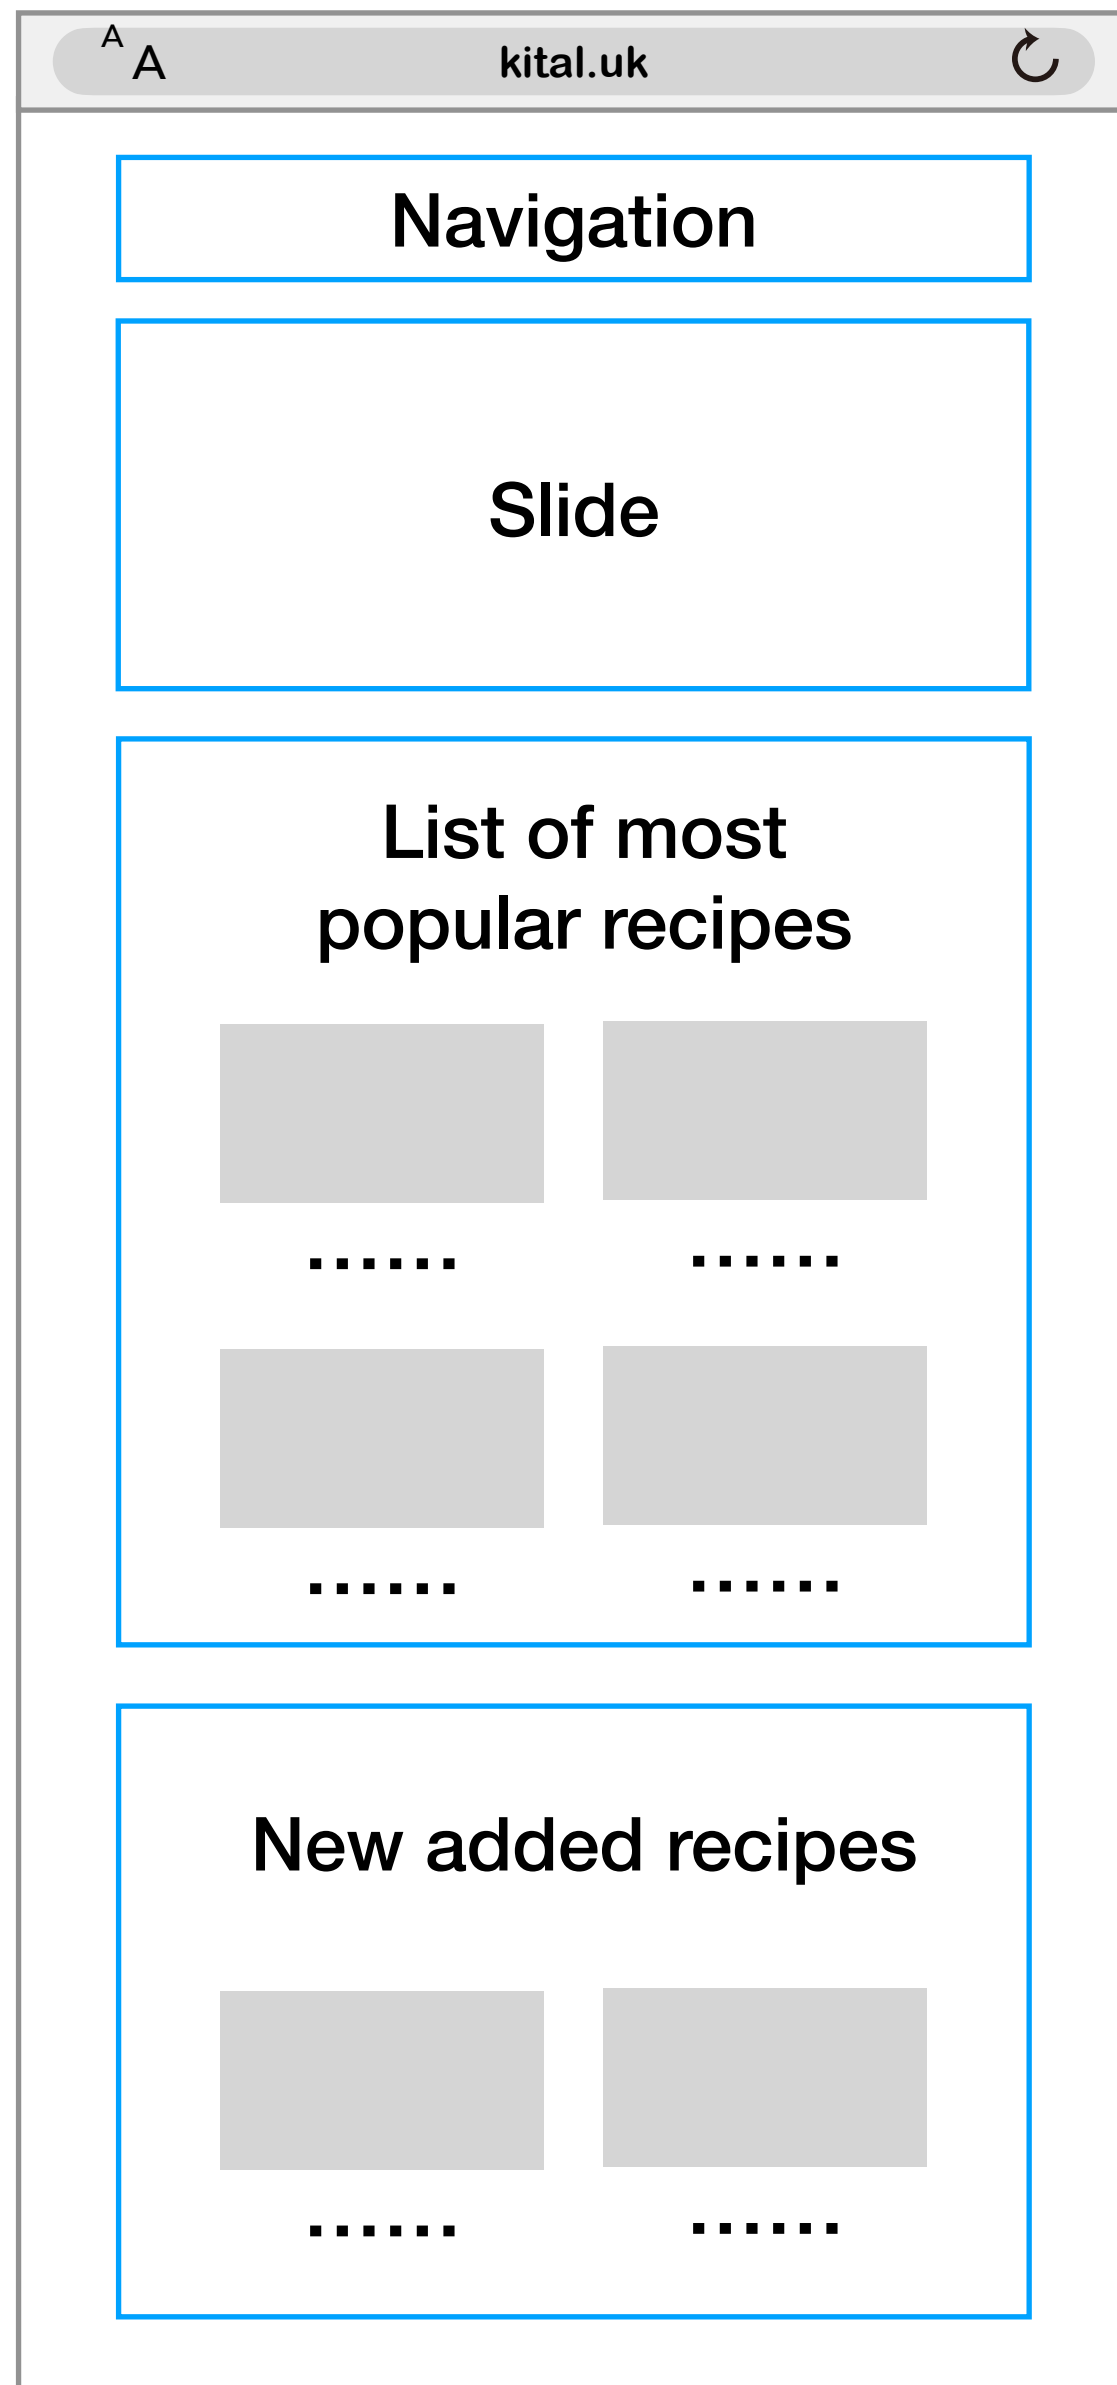 A A kital.uk
Navigation
Slide
List of most
popular recipes
...... ......
...... ......
New added recipes
...... ......